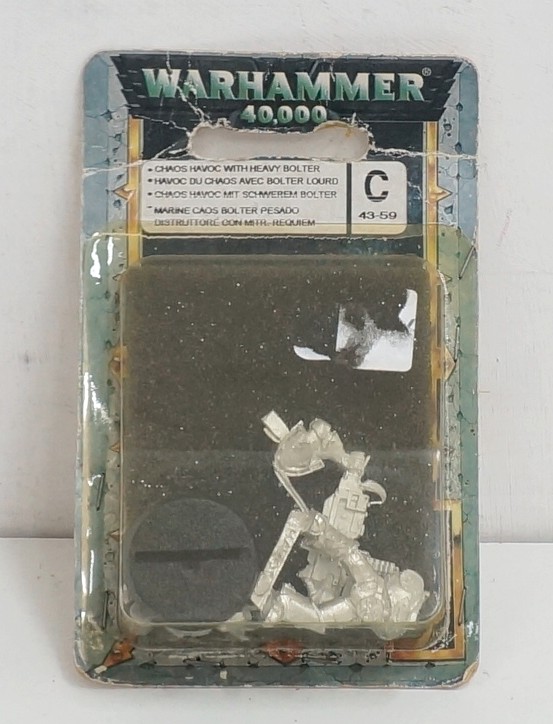 WARHAMMER®
40,000
• CHAOS HAVOC WITH HEAVY BOLTER
• HAVOC DU CHAOS AVEC BOLTER LOURD
• CHAOS HAVOC MIT SCHWEREM BOLTER
MARINE CAOS BOLTER PESADO
DISTRUTTORE CON MITR. REQUIEM
C
43-59